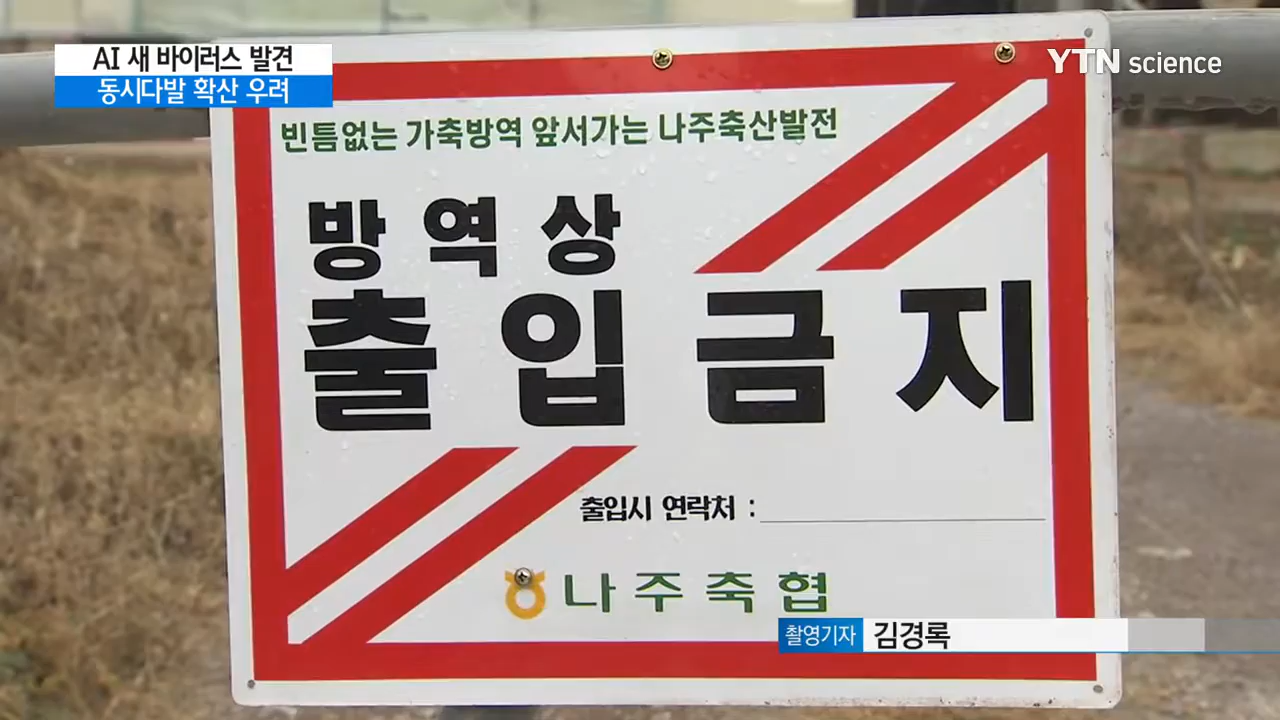 AI 새 바이러스 발견
동시다발 확산 우려
YTN science
빈틈없는 가축방역 앞서가는 나주축산발전
방역상
출입금지
출입시 연락처 :
나주축협
촬영기자 김경록